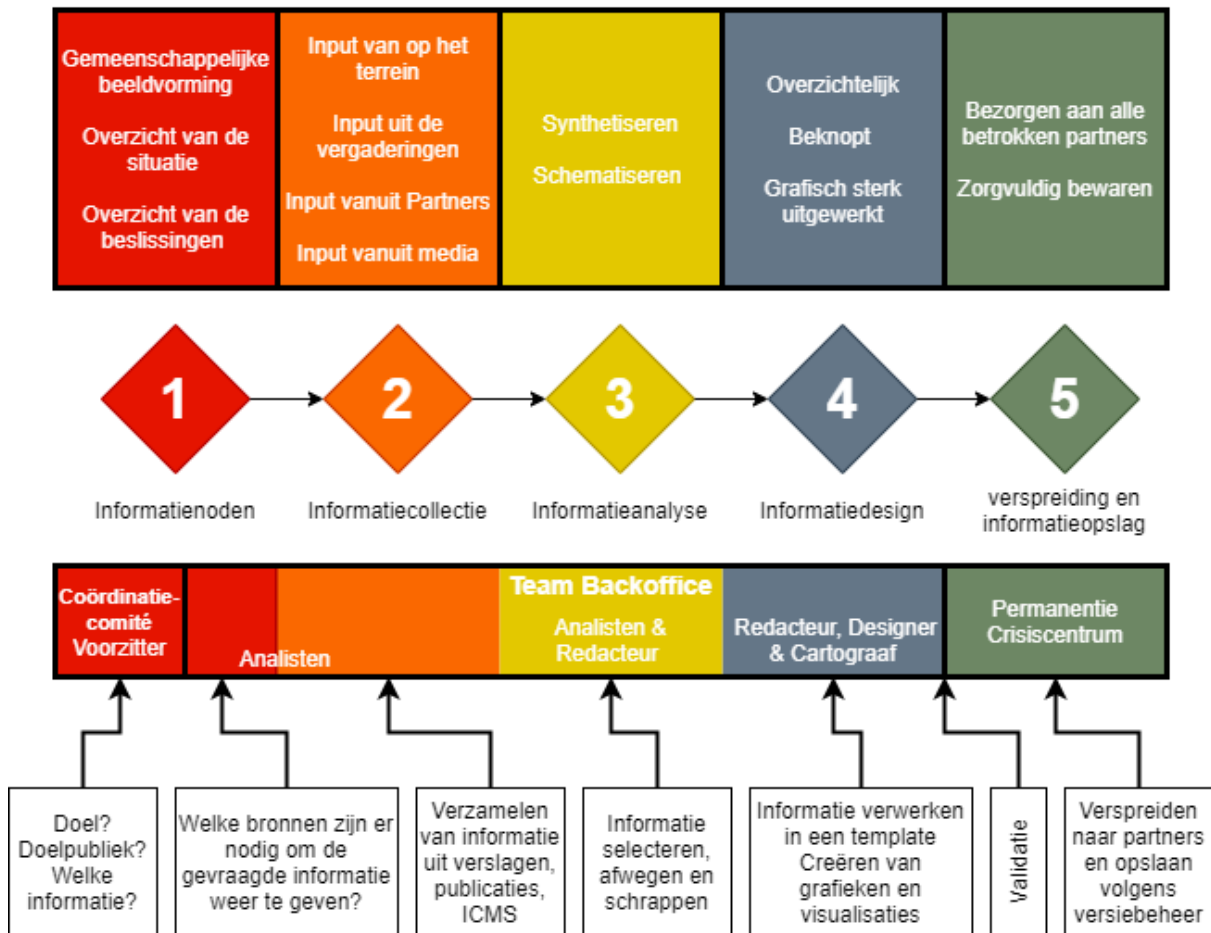 Gemeenschappelijke
beeldvorming
Overzicht van de
situatie
Overzicht van de
beslissingen
Input van op het
terrein
Input uit de
vergaderingen
Input vanuit Partners
Input vanuit media
Synthetiseren
Schematiseren
Overzichtelijk
Beknopt
Grafisch sterk
uitgewerkt
Bezorgen aan alle
betrokken partners
Zorgvuldig bewaren
1
2
3
4
5
Informatienoden
Informatiecollectie
Informatieanalyse
Informatiedesign
verspreiding en
informatieopslag
Coördinatie-
comité
Voorzitter
Analisten
Team Backoffice
Analisten &
Redacteur
Redacteur, Designer
& Cartograaf
Permanentie
Crisiscentrum
Doel?
Doelpubliek?
Welke
informatie?
Welke bronnen zijn er
nodig om de
gevraagde informatie
weer te geven?
Verzamelen
van informatie
uit verslagen,
publicaties,
ICMS
Informatie
selecteren,
afwegen en
schrappen
Informatie verwerken
in een template
Creëren van
grafieken en
visualisaties
Validatie
Verspreiden
naar partners
en opslaan
volgens
versiebeheer